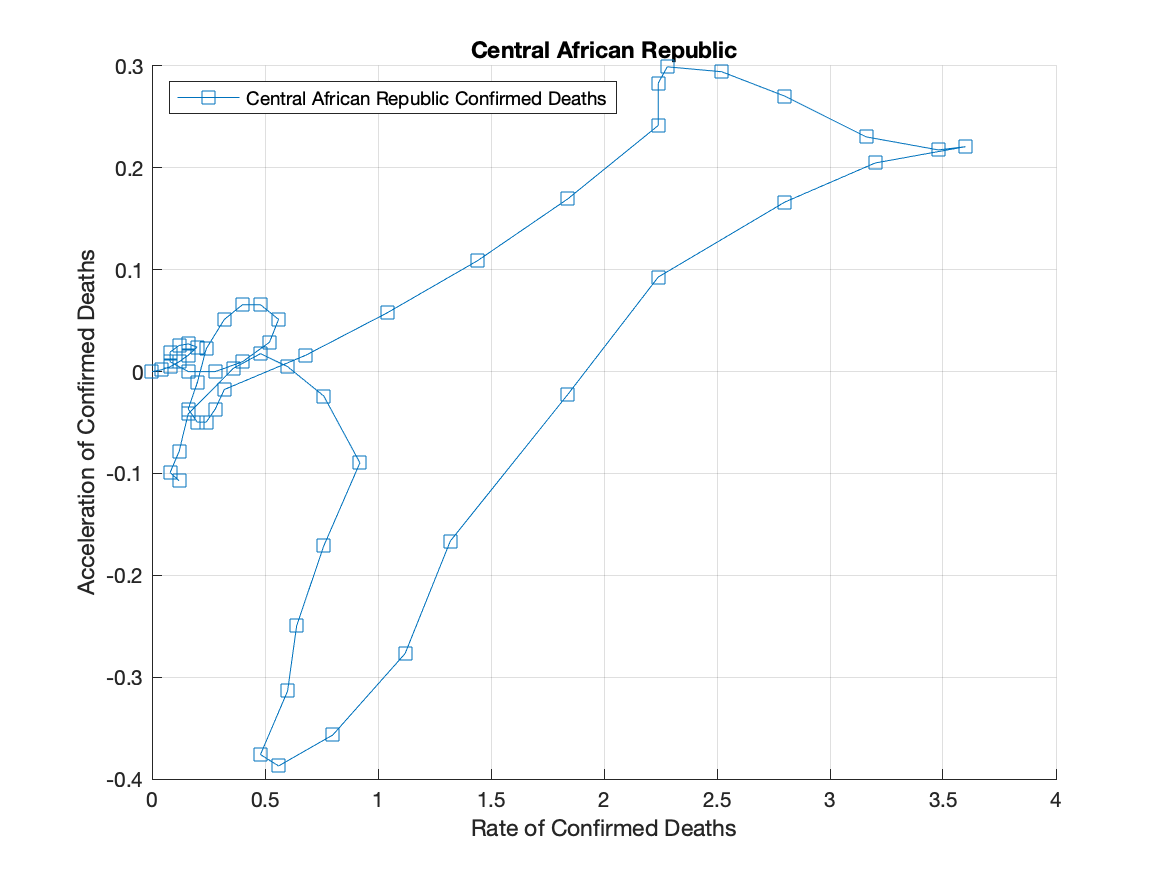 Central African Republic
Central African Republic Confirmed Deaths
Acceleration of Confirmed Deaths
0.3
0.2
0.1
0
-0.1
-0.2
-0.3
-0.4
0 0.5 1 1.5 2 2.5 3 3.5 4
Rate of Confirmed Deaths